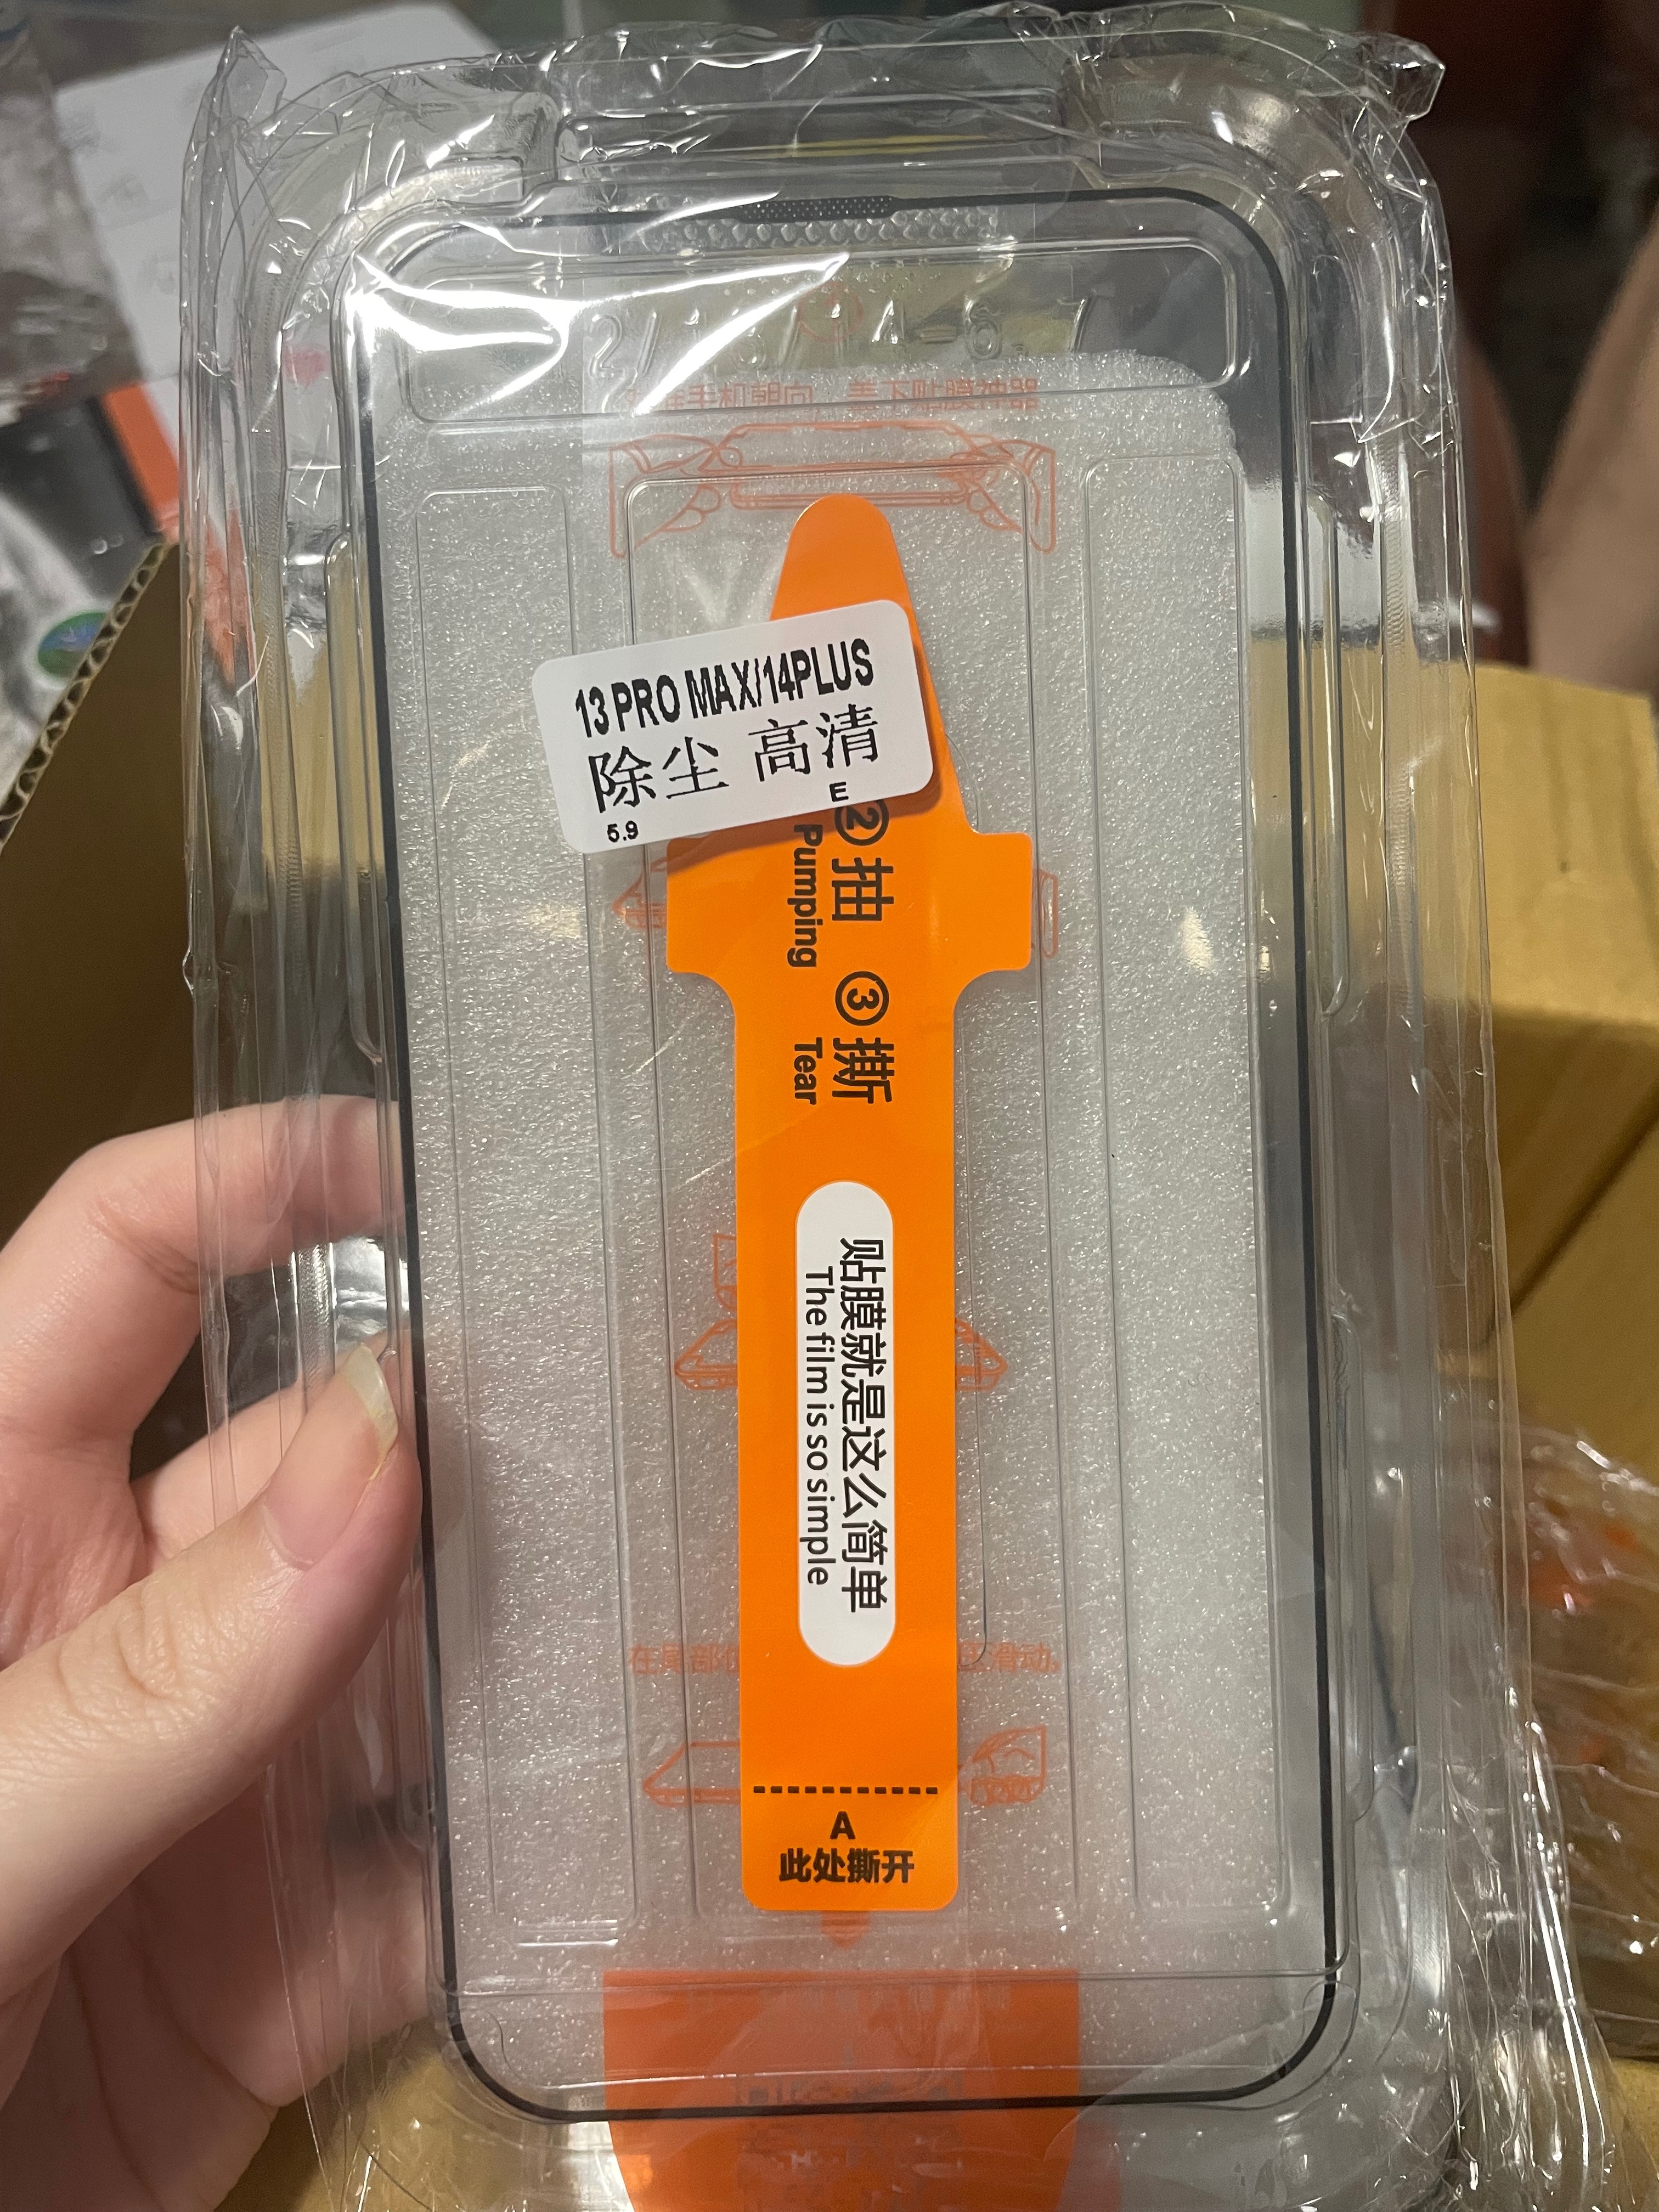 13 PRO MAX/14PLUS
除尘 高清
E
5.9
②抽 ③撕
Pumping Tear
贴膜就是这么简单
The film is so simple
A
此处撕开